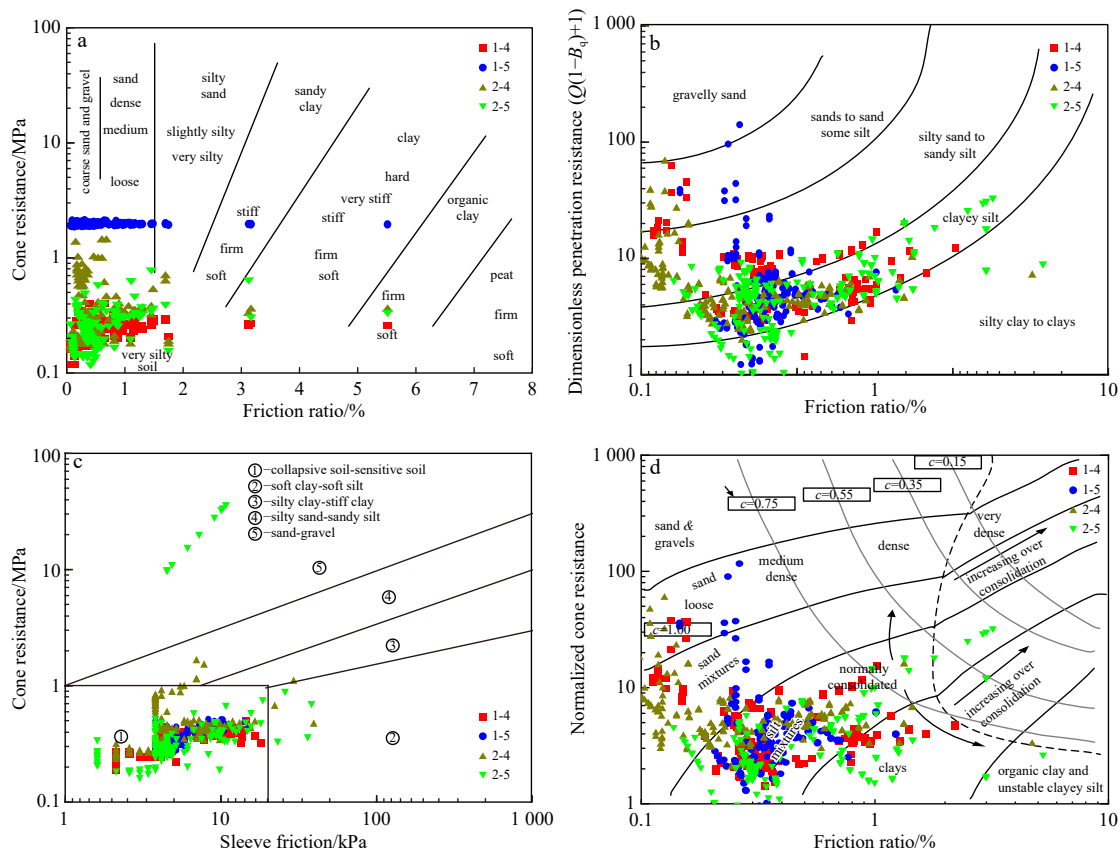 a
100
10
1
0.1
Cone resistance/MPa
0
1
2
3
4
5
6
7
8
Friction ratio/%
coarse sand and gravel
sand
dense
medium
loose
silty
sand
slightly silty
very silty
sandy
clay
stiff
firm
soft
clay
hard
very stiff
stiff
firm
soft
organic
clay
firm
soft
peat
firm
soft
very silty
soil
1-4
1-5
2-4
2-5
b
1 000
100
10
1
Dimensionless penetration resistance (Q(1−Bq)+1)
0.1
1
10
Friction ratio/%
gravelly sand
sands to sand
some silt
silty sand to
sandy silt
clayey silt
silty clay to clays
1-4
1-5
2-4
2-5
c
100
10
1
0.1
Cone resistance/MPa
1
10
100
1 000
Sleeve friction/kPa
①−collapsive soil-sensitive soil
②−soft clay-soft silt
③−silty clay-stiff clay
④−silty sand-sandy silt
⑤−sand-gravel
⑤
④
③
①
②
1-4
1-5
2-4
2-5
d
1 000
100
10
1
Normalized cone resistance
0.1
1
10
Friction ratio/%
c=0.15
c=0.35
c=0.55
c=0.75
c=1.00
sand &
gravels
sand
medium
dense
dense
very
dense
loose
sand
mixtures
increasing over
consolidation
normally
consolidated
increasing over
consolidation
silt
mixtures
clays
organic clay and
unstable clayey silt
1-4
1-5
2-4
2-5